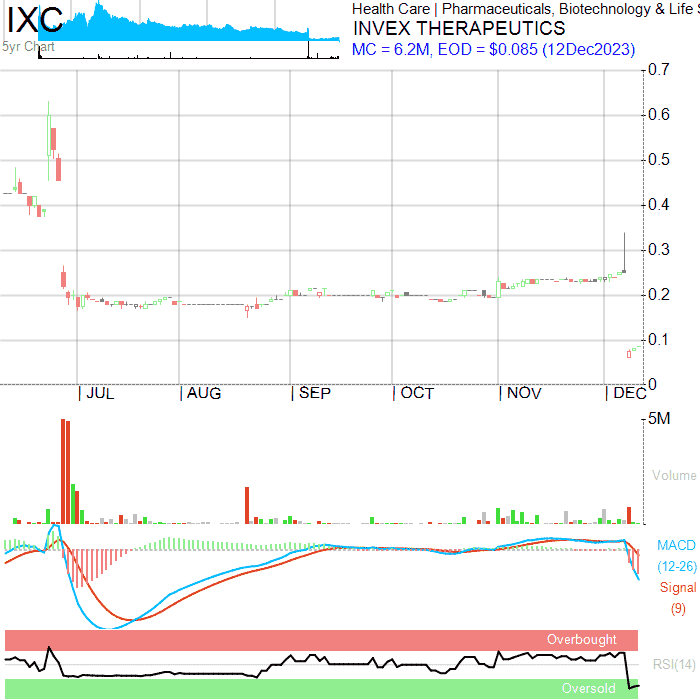 IXC
5yr Chart
Health Care | Pharmaceuticals, Biotechnology & Life S
INVEX THERAPEUTICS
MC = 6.2M, EOD = $0.085 (12Dec2023)
0.7
0.6
0.5
0.4
0.3
0.2
0.1
0
| JUL | AUG | SEP | OCT | NOV | DEC
5M
Volume
MACD
(12-26)
Signal
(9)
Overbought
RSI(14)
Oversold